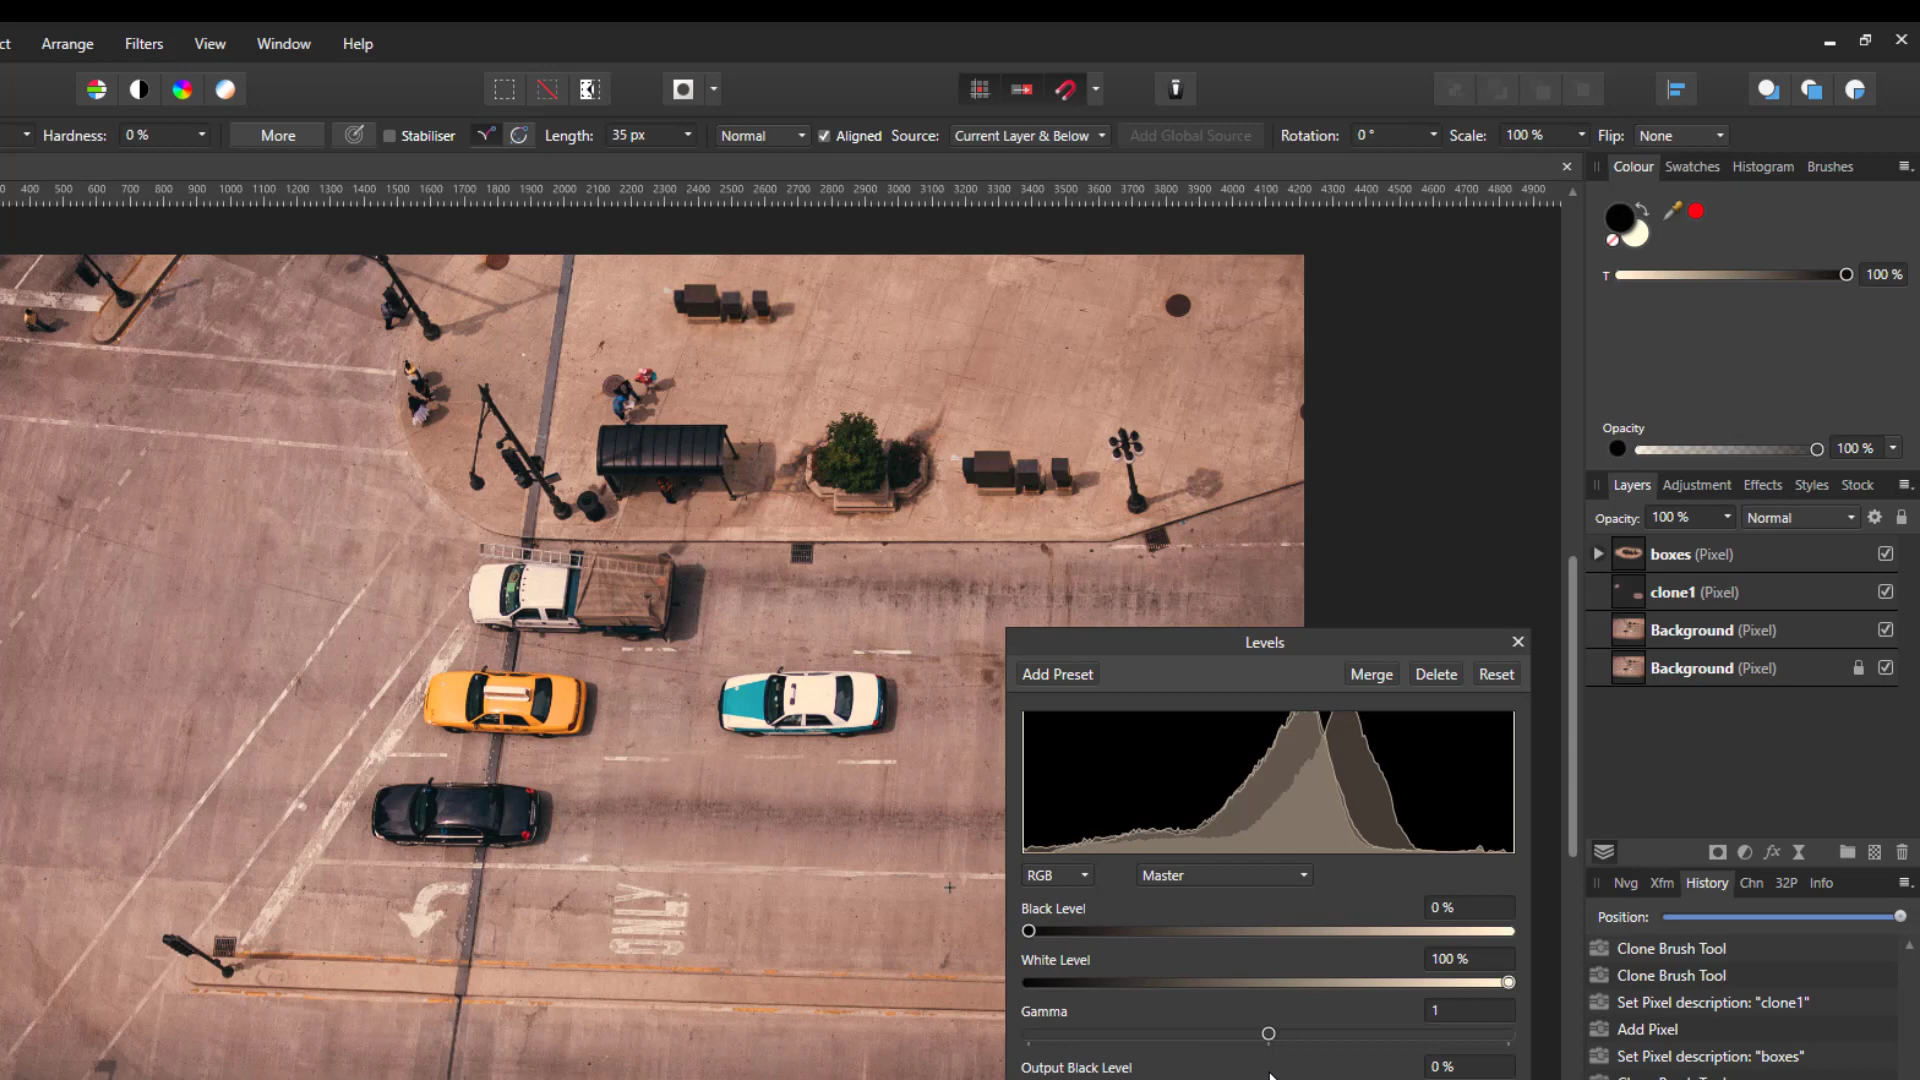 ct Arrange Filters View Window Help
Hardness: 0 % More Stabiliser Length: 35 px Normal Aligned Source: Current Layer & Below Add Global Source Rotation: 0 ° Scale: 100 % Flip: None
Colour Swatches Histogram Brushes
0 400 500 600 700 800 900 1000 1100 1200 1300 1400 1500 1600 1700 1800 1900 2000 2100 2200 2300 2400 2500 2600 2700 2800 2900 3000 3100 3200 3300 3400 3500 3600 3700 3800 3900 4000 4100 4200 4300 4400 4500 4600 4700 4800 4900
T 100 %
Opacity
100 %
Layers Adjustment Effects Styles Stock
Opacity: 100 % Normal
boxes (Pixel)
clone1 (Pixel)
Background (Pixel)
Background (Pixel)
Levels
Add Preset Merge Delete Reset
RGB Master
Black Level 0 %
White Level 100 %
Gamma 1
Output Black Level 0 %
ONLY
fx
Nvg Xfm History Chn 32P Info
Position:
Clone Brush Tool
Clone Brush Tool
Set Pixel description: "clone1"
Add Pixel
Set Pixel description: "boxes"